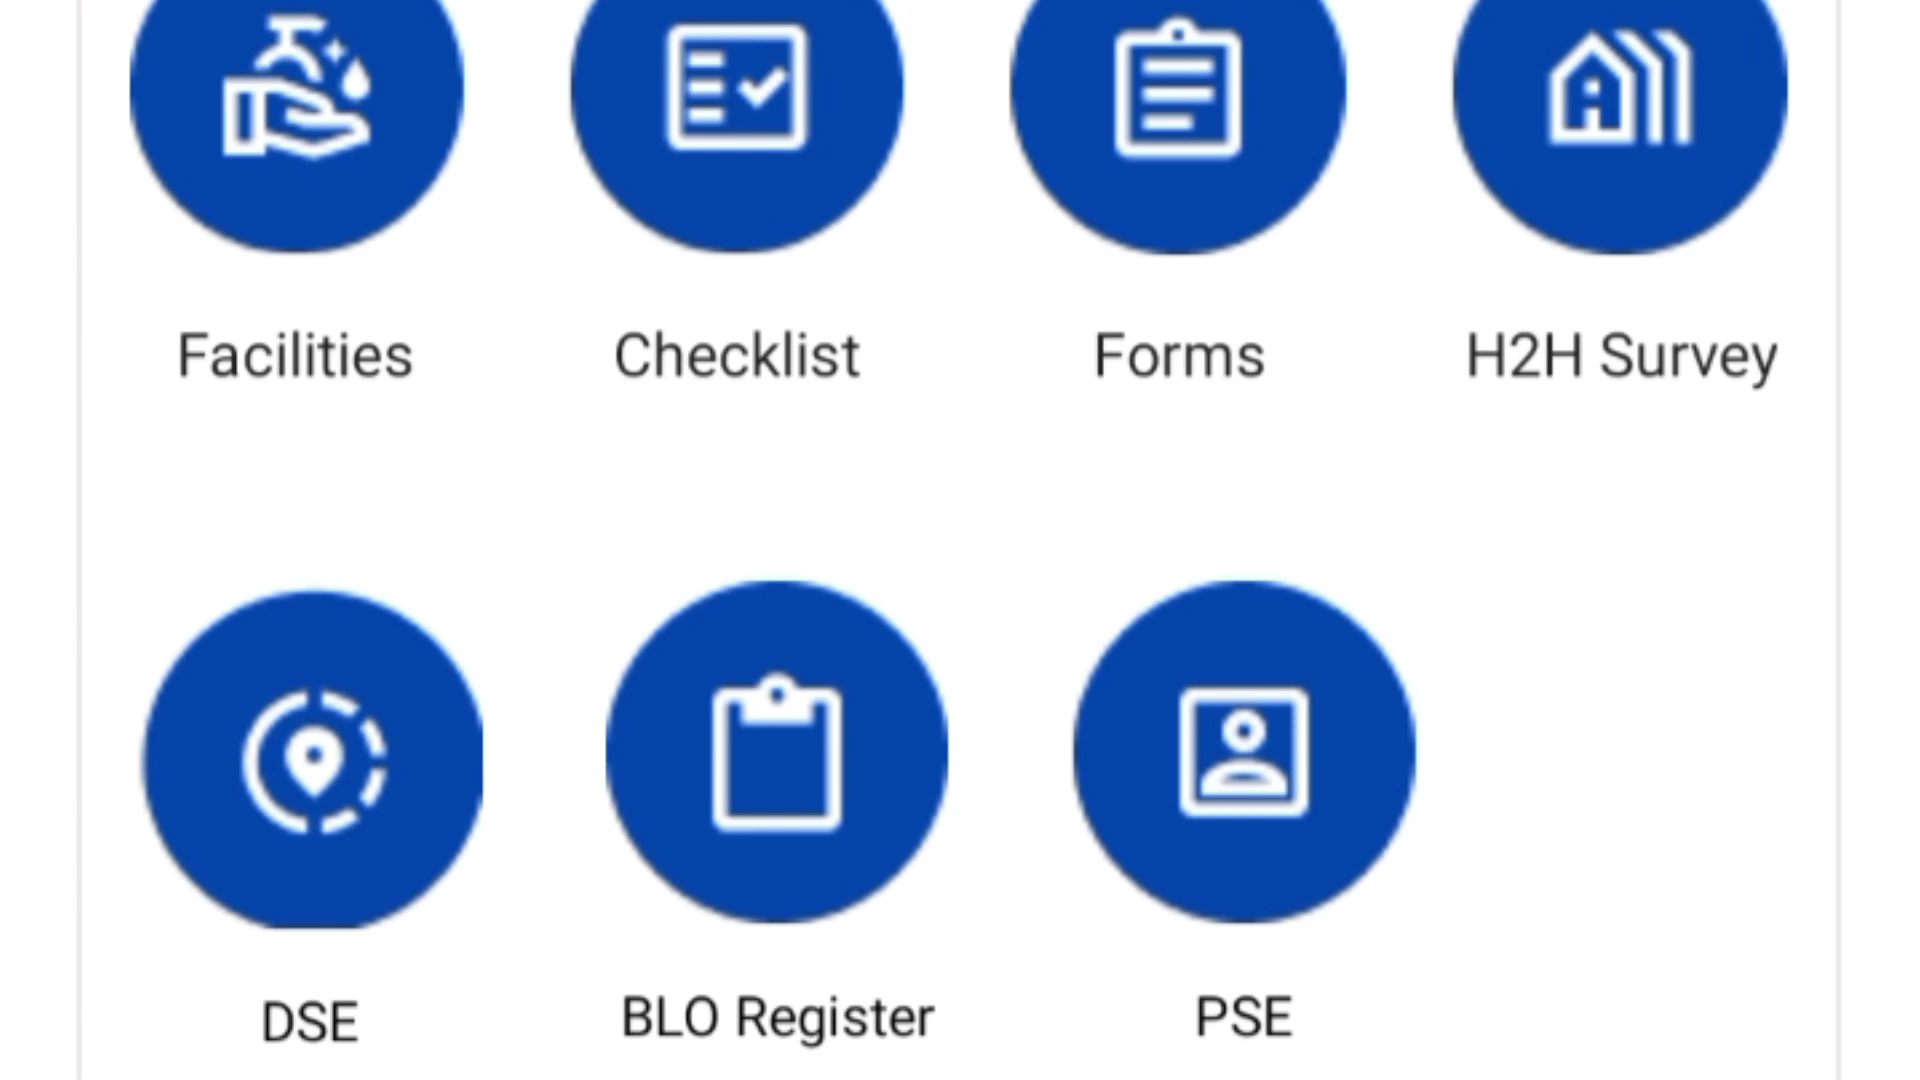 Facilities
Checklist
Forms
H2H Survey
DSE
BLO Register
PSE